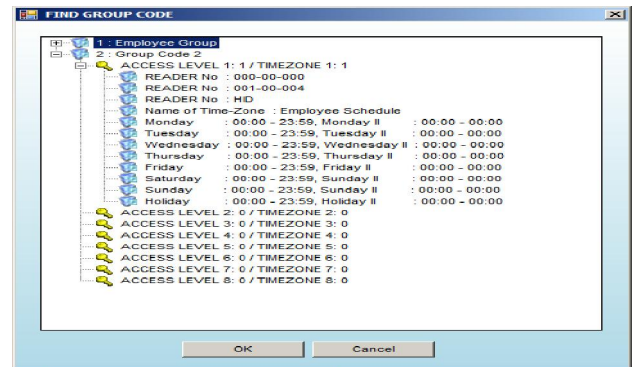 FIND GROUP CODE
1 : Employee Group
2 : Group Code 2
ACCESS LEVEL 1: 1 / TIMEZONE 1: 1
READER No : 000-00-000
READER No : 001-00-004
READER No : HID
Name of Time-Zone : Employee Schedule
Monday : 00:00 - 23:59, Monday II : 00:00 - 00:00
Tuesday : 00:00 - 23:59, Tuesday II : 00:00 - 00:00
Wednesday : 00:00 - 23:59, Wednesday II : 00:00 - 00:00
Thursday : 00:00 - 23:59, Thursday II : 00:00 - 00:00
Friday : 00:00 - 23:59, Friday II : 00:00 - 00:00
Saturday : 00:00 - 23:59, Saturday II : 00:00 - 00:00
Sunday : 00:00 - 23:59, Sunday II : 00:00 - 00:00
Holiday : 00:00 - 23:59, Holiday II : 00:00 - 00:00
ACCESS LEVEL 2: 0 / TIMEZONE 2: 0
ACCESS LEVEL 3: 0 / TIMEZONE 3: 0
ACCESS LEVEL 4: 0 / TIMEZONE 4: 0
ACCESS LEVEL 5: 0 / TIMEZONE 5: 0
ACCESS LEVEL 6: 0 / TIMEZONE 6: 0
ACCESS LEVEL 7: 0 / TIMEZONE 7: 0
ACCESS LEVEL 8: 0 / TIMEZONE 8: 0
OK Cancel